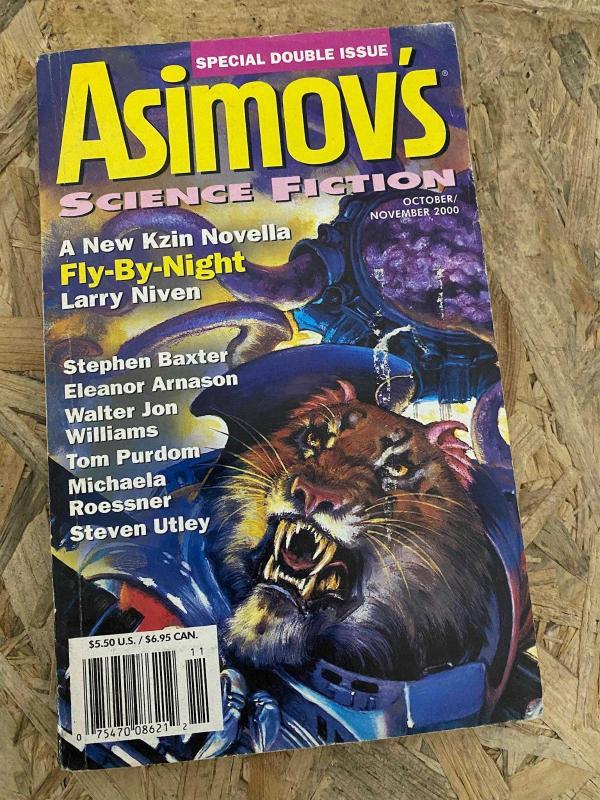 SPECIAL DOUBLE ISSUE
Asimov's®
SCIENCE FICTION
OCTOBER/
NOVEMBER 2000
A New Kzin Novella
Fly-By-Night
Larry Niven
Stephen Baxter
Eleanor Arnason
Walter Jon
Williams
Tom Purdom
Michaela
Roessner
Steven Utley
$5.50 U.S. / $6.95 CAN.
11
0 75470 08621 2